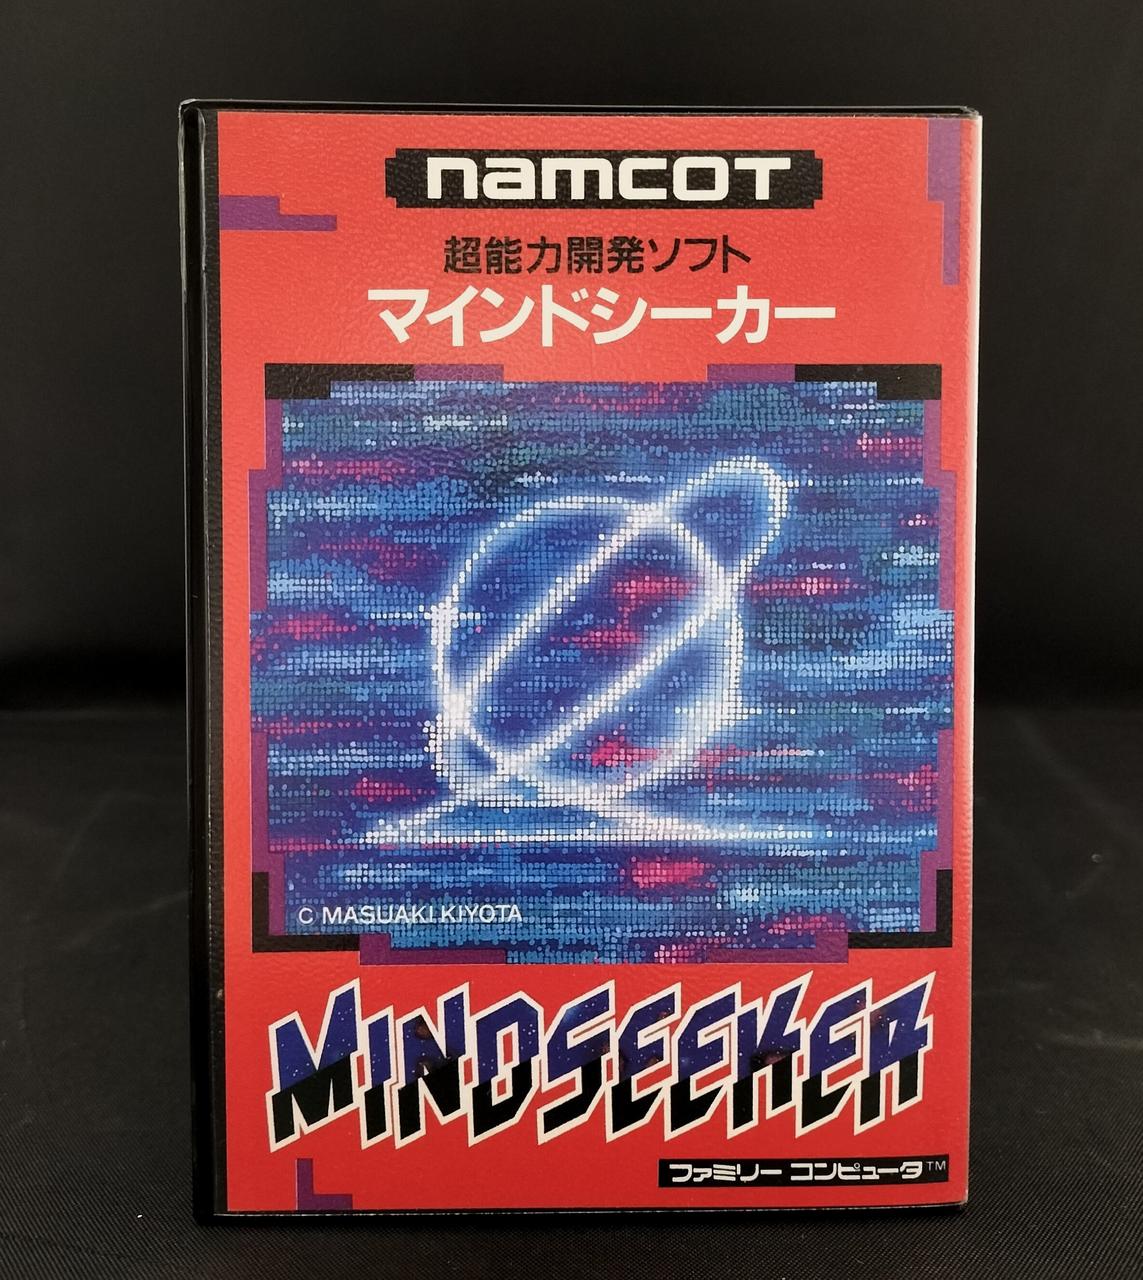 namcot
超能力開発ソフト
マインドシーカー
C MASUAKI KIYOTA
MINDSEEKER
ファミリー コンピュータ™